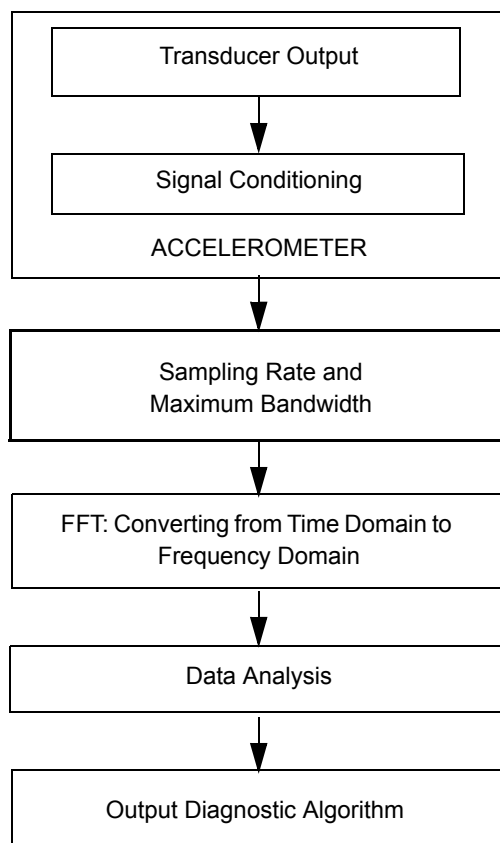 Transducer Output
Signal Conditioning
ACCELEROMETER
Sampling Rate and
Maximum Bandwidth
FFT: Converting from Time Domain to
Frequency Domain
Data Analysis
Output Diagnostic Algorithm